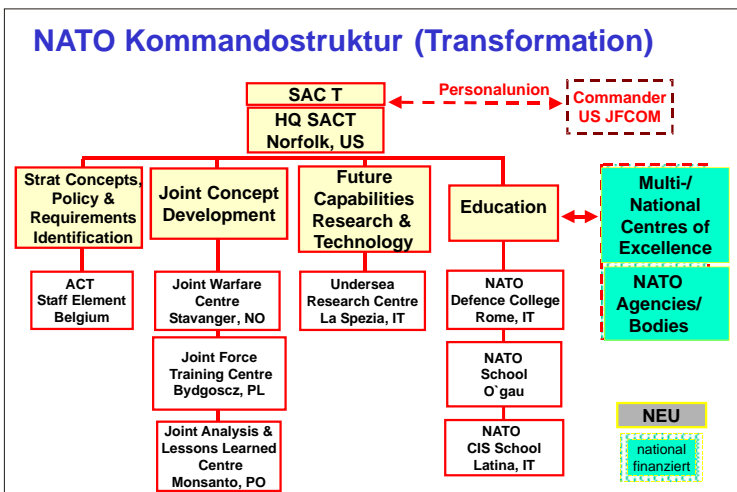 NATO Kommandostruktur (Transformation)
SAC T
Personalunion
Commander
US JFCOM
HQ SACT
Norfolk, US
Strat Concepts,
Policy &
Requirements
Identification
Joint Concept
Development
Future
Capabilities
Research &
Technology
Education
Multi-/
National
Centres of
Excellence
NATO
Agencies/
Bodies
ACT
Staff Element
Belgium
Joint Warfare
Centre
Stavanger, NO
Undersea
Research Centre
La Spezia, IT
NATO
Defence College
Rome, IT
Joint Force
Training Centre
Bydgoscz, PL
NATO
School
O`gau
Joint Analysis &
Lessons Learned
Centre
Monsanto, PO
NATO
CIS School
Latina, IT
NEU
national
finanziert